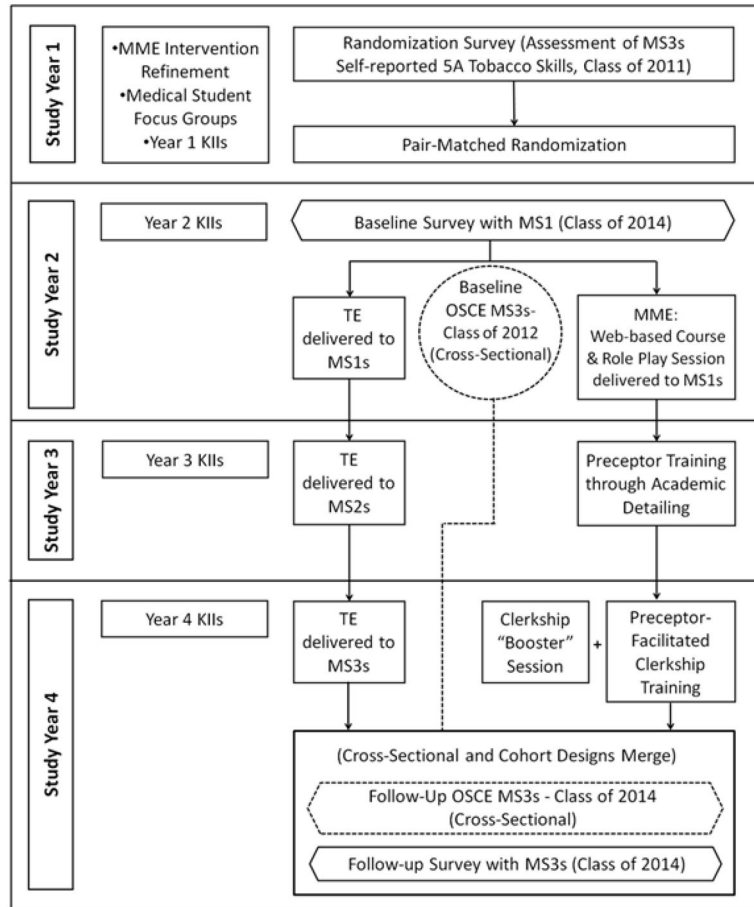 Study Year 1
•MME Intervention
Refinement
•Medical Student
Focus Groups
•Year 1 KIIs
Randomization Survey (Assessment of MS3s
Self-reported 5A Tobacco Skills, Class of 2011)
Pair-Matched Randomization
Study Year 2
Year 2 KIIs
Baseline Survey with MS1 (Class of 2014)
TE
delivered to
MS1s
Baseline
OSCE MS3s-
Class of 2012
(Cross-Sectional)
MME:
Web-based Course
& Role Play Session
delivered to MS1s
Study Year 3
Year 3 KIIs
TE
delivered to
MS2s
Preceptor Training
through Academic
Detailing
Study Year 4
Year 4 KIIs
TE
delivered to
MS3s
Clerkship
“Booster”
Session
+
Preceptor-
Facilitated
Clerkship
Training
(Cross-Sectional and Cohort Designs Merge)
Follow-Up OSCE MS3s - Class of 2014
(Cross-Sectional)
Follow-up Survey with MS3s (Class of 2014)